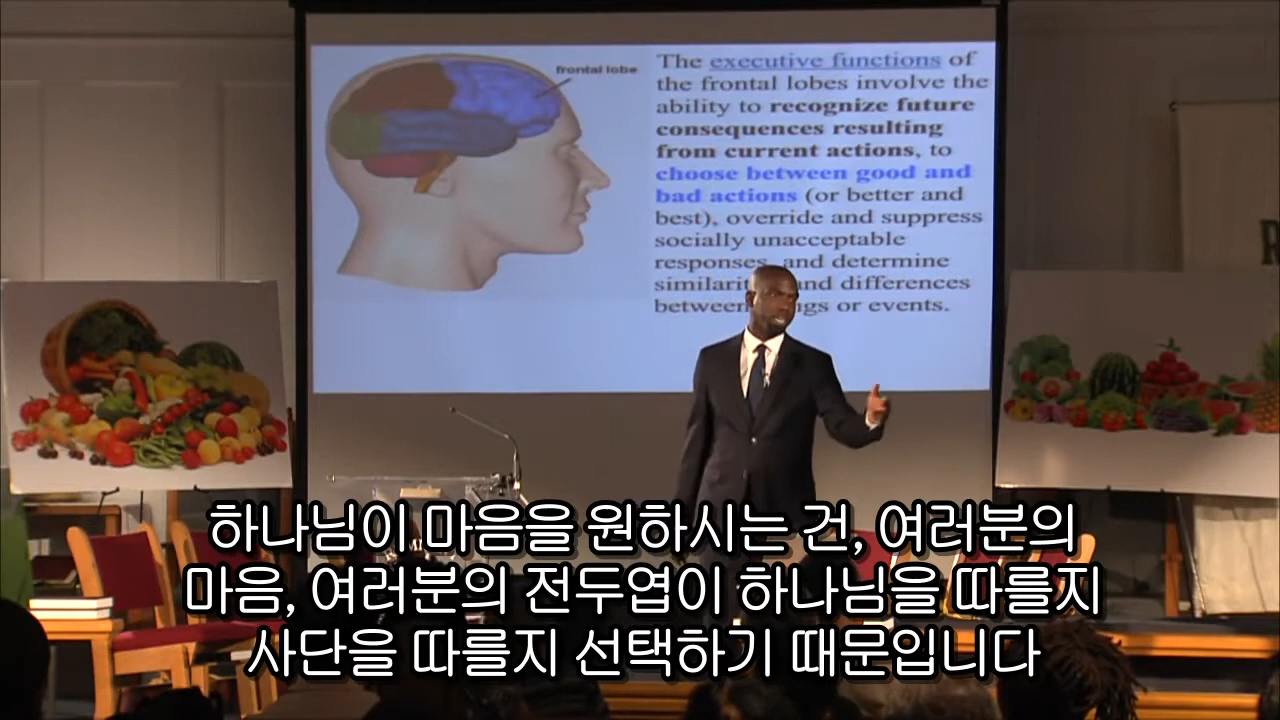 frontal lobe
The executive functions of
the frontal lobes involve the
ability to recognize future
consequences resulting
from current actions, to
choose between good and
bad actions (or better and
best), override and suppress
socially unacceptable
responses, and determine
and differences
between or events.
하나님이 마음을 원하시는 건, 여러분의
마음, 여러분의 전두엽이 하나님을 따를지
사단을 따를지 선택하기 때문입니다